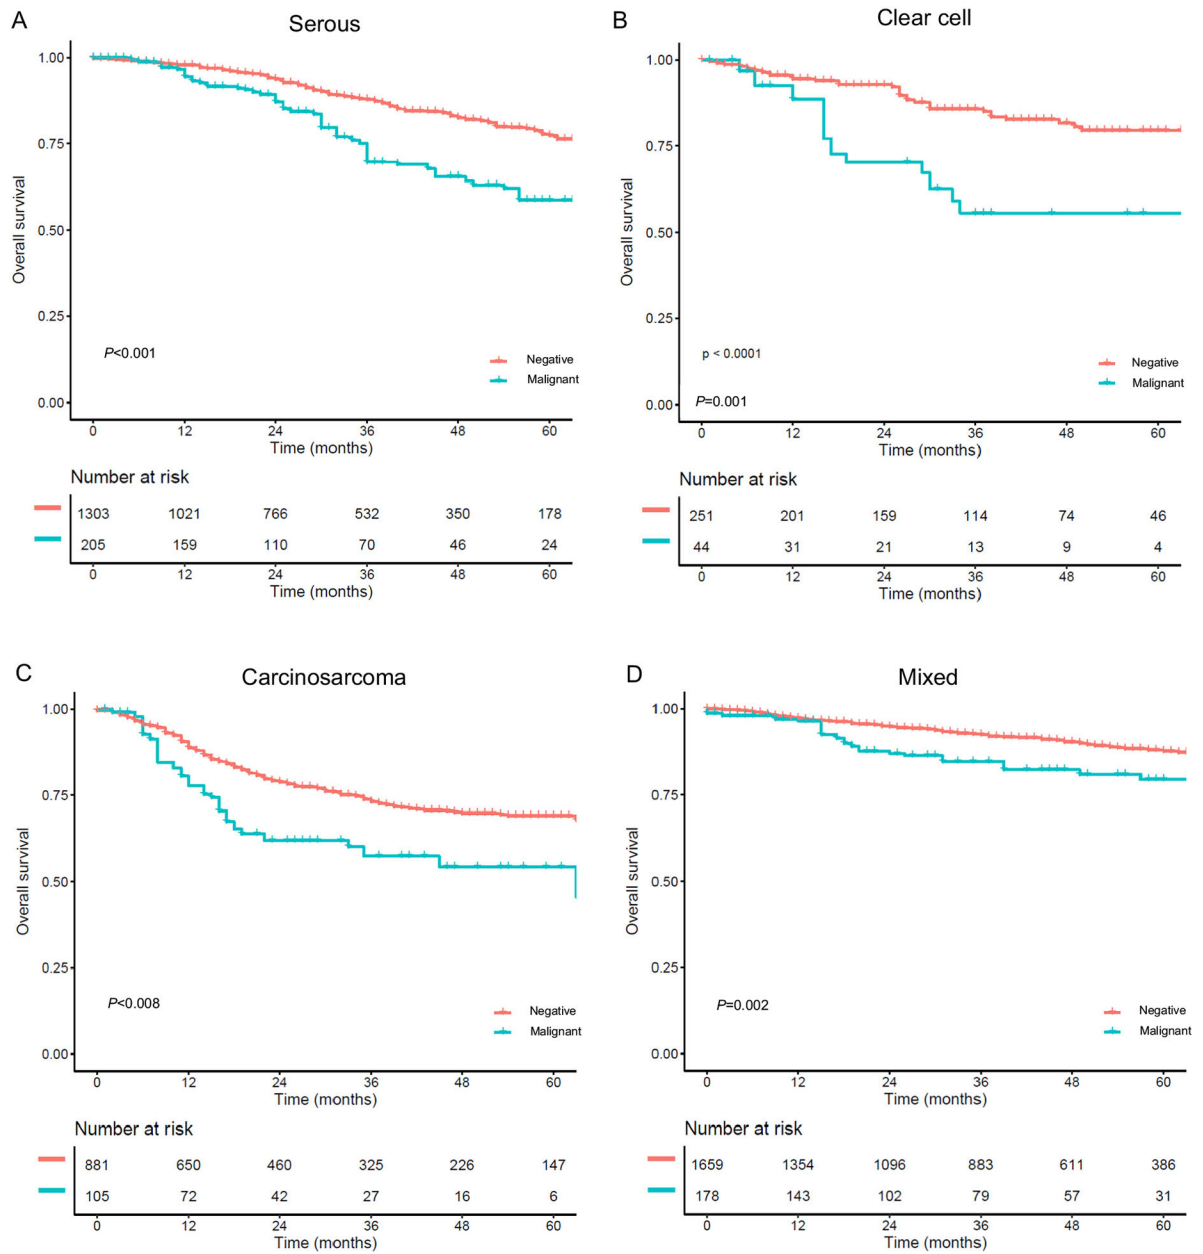 A
Serous
1.00
0.75
0.50
0.25
0.00
Overall survival
P<0.001
Negative
Malignant
0 12 24 36 48 60
Time (months)
Number at risk
1303 1021 766 532 350 178
205 159 110 70 46 24
0 12 24 36 48 60
Time (months)
B
Clear cell
1.00
0.75
0.50
0.25
0.00
Overall survival
p < 0.0001
P=0.001
Negative
Malignant
0 12 24 36 48 60
Time (months)
Number at risk
251 201 159 114 74 46
44 31 21 13 9 4
0 12 24 36 48 60
Time (months)
C
Carcinosarcoma
1.00
0.75
0.50
0.25
0.00
Overall survival
P<0.008
Negative
Malignant
0 12 24 36 48 60
Time (months)
Number at risk
881 650 460 325 226 147
105 72 42 27 16 6
0 12 24 36 48 60
Time (months)
D
Mixed
1.00
0.75
0.50
0.25
0.00
Overall survival
P=0.002
Negative
Malignant
0 12 24 36 48 60
Time (months)
Number at risk
1659 1354 1096 883 611 386
178 143 102 79 57 31
0 12 24 36 48 60
Time (months)